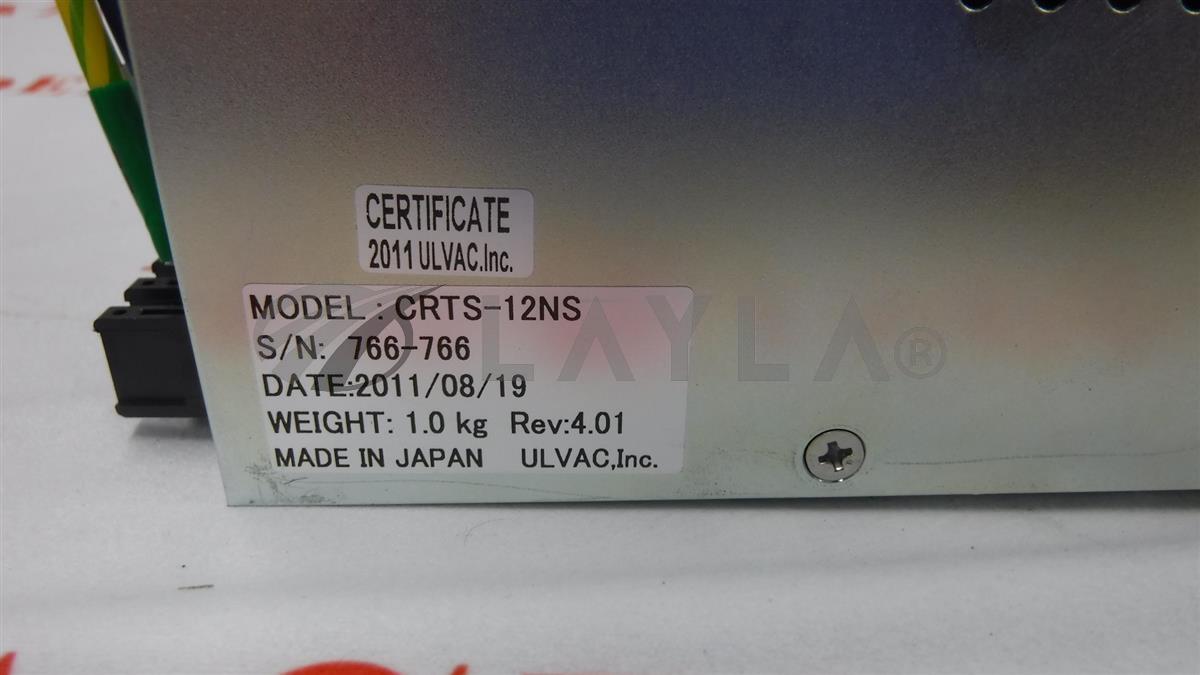 CERTIFICATE
2011 ULVAC.Inc.
MODEL : CRTS-12NS
S/N: 766-766
DATE:2011/08/19
WEIGHT: 1.0 kg Rev:4.01
MADE IN JAPAN ULVAC,Inc.
LAYLA®